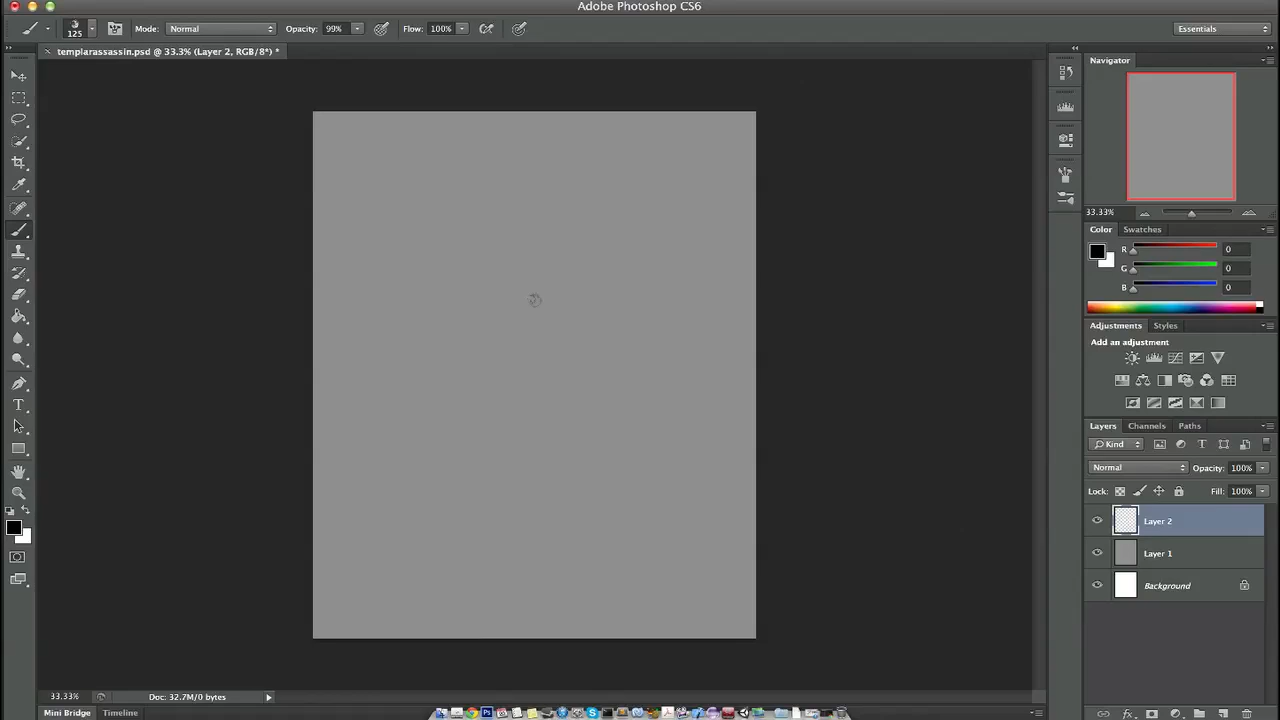 Adobe Photoshop CS6
125 Mode: Normal Opacity: 99% Flow: 100% Essentials
templarassassin.psd @ 33.3% (Layer 2, RGB/8*) *
Navigator
33.33%
Color Swatches
R 0
G 0
B 0
Adjustments Styles
Add an adjustment
Layers Channels Paths
Kind
Normal Opacity: 100%
Lock: Fill: 100%
Layer 2
Layer 1
Background
33.33% Doc: 32.7M/0 bytes
Mini Bridge Timeline